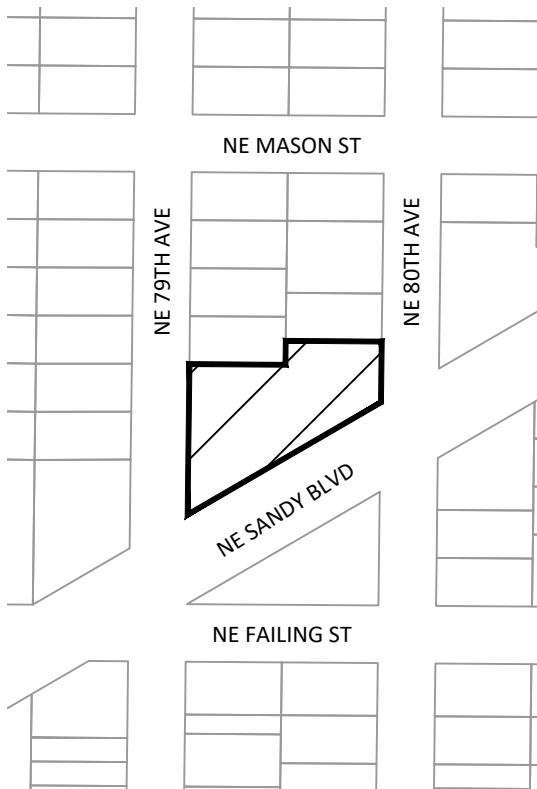 NE MASON ST
NE 79TH AVE
NE 80TH AVE
NE SANDY BLVD
NE FAILING ST